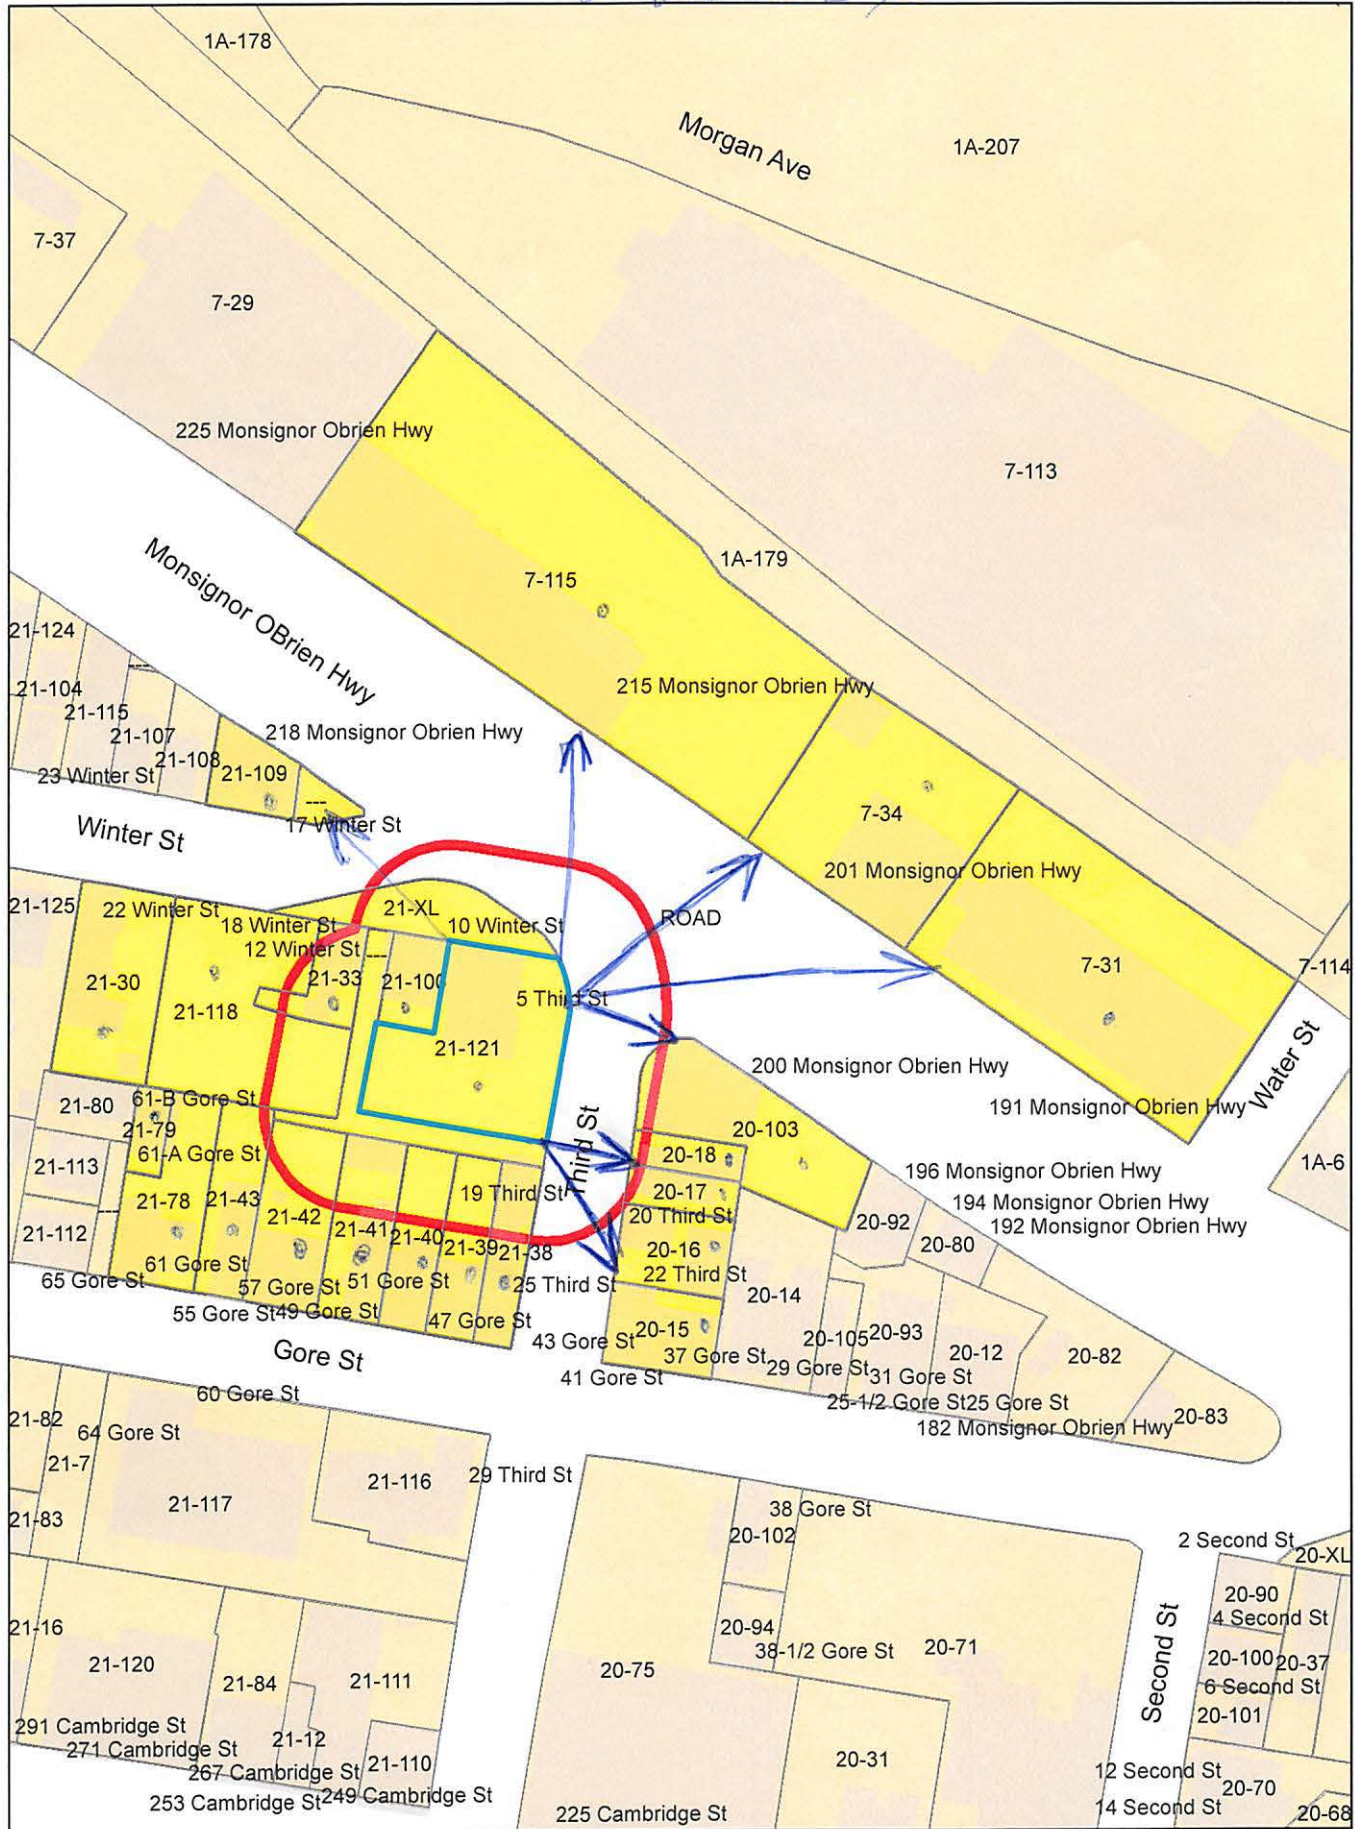 1A-178
Morgan Ave
1A-207
7-37
7-29
225 Monsignor Obrien Hwy
7-113
Monsignor OBrien Hwy
7-115
1A-179
21-124
21-104
21-115
21-107
21-108
21-109
---
215 Monsignor Obrien Hwy
218 Monsignor Obrien Hwy
23 Winter St
---
17 Winter St
Winter St
7-34
201 Monsignor Obrien Hwy
21-125
22 Winter St
18 Winter St
12 Winter St
---
21-XL
10 Winter St
ROAD
21-30
21-118
21-33
21-100
5 Third St
7-31
7-114
21-121
200 Monsignor Obrien Hwy
Water St
191 Monsignor Obrien Hwy
21-80
61-B Gore St
21-79
61-A Gore St
Third St
20-103
20-18
1A-6
21-113
196 Monsignor Obrien Hwy
21-78
21-43
19 Third St
20-17
194 Monsignor Obrien Hwy
---
21-112
21-42
21-41
21-40
21-39
21-38
20 Third St
20-92
192 Monsignor Obrien Hwy
20-16
20-80
65 Gore St
61 Gore St
57 Gore St
51 Gore St
25 Third St
22 Third St
20-14
55 Gore St
49 Gore St
47 Gore St
43 Gore St
20-15
20-105
20-93
20-12
20-82
Gore St
37 Gore St
29 Gore St
31 Gore St
41 Gore St
60 Gore St
25-1/2 Gore St
25 Gore St
182 Monsignor Obrien Hwy
20-83
21-82
64 Gore St
21-7
21-117
21-116
29 Third St
21-83
38 Gore St
20-102
2 Second St
20-XL
20-90
4 Second St
21-16
21-120
21-84
21-111
20-94
38-1/2 Gore St
20-71
20-75
Second St
20-100
20-37
6 Second St
20-101
291 Cambridge St
271 Cambridge St
21-12
21-110
267 Cambridge St
253 Cambridge St
249 Cambridge St
225 Cambridge St
20-31
12 Second St
20-70
14 Second St
20-68